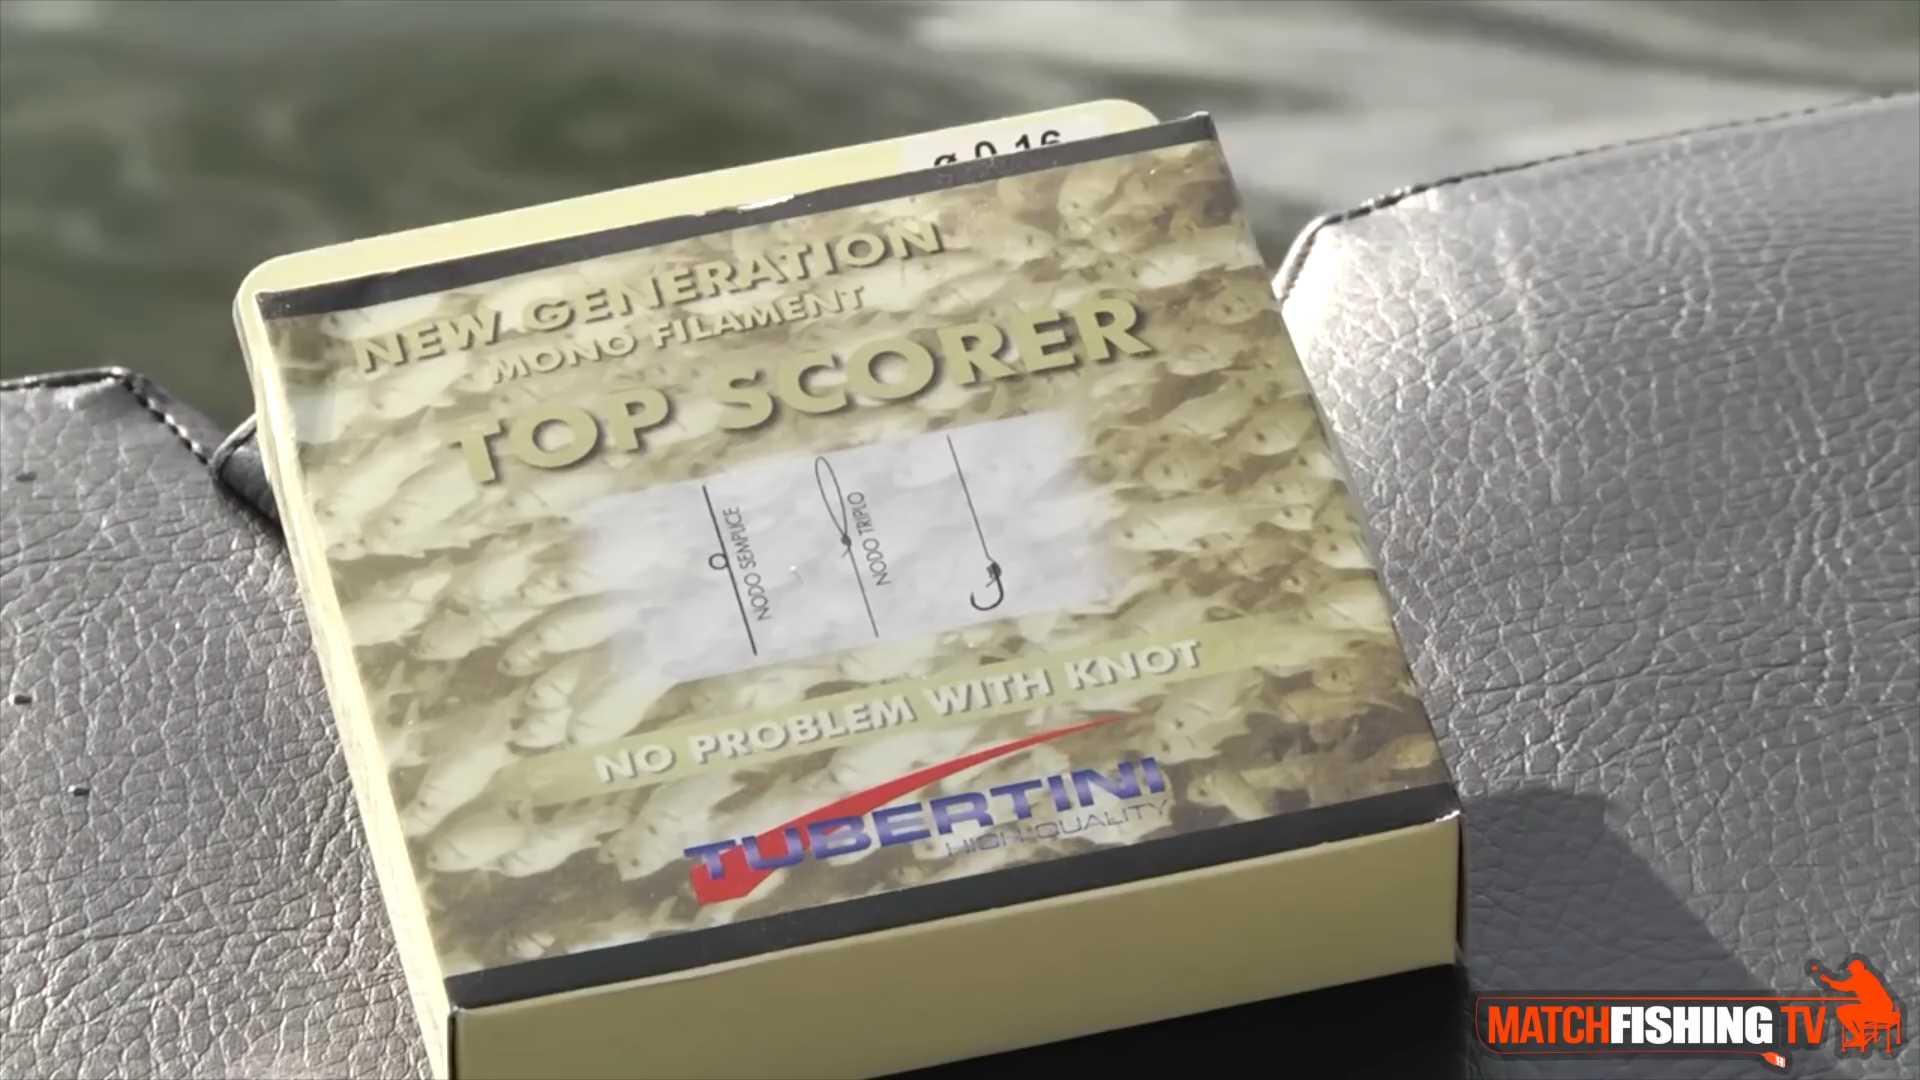 ø 0.16
NEW GENERATION
MONO FILAMENT
TOP SCORER
NODO SEMPLICE
NODO TRIPLO
NO PROBLEM WITH KNOT
TUBERTINI
HIGH QUALITY
MATCHFISHING TV